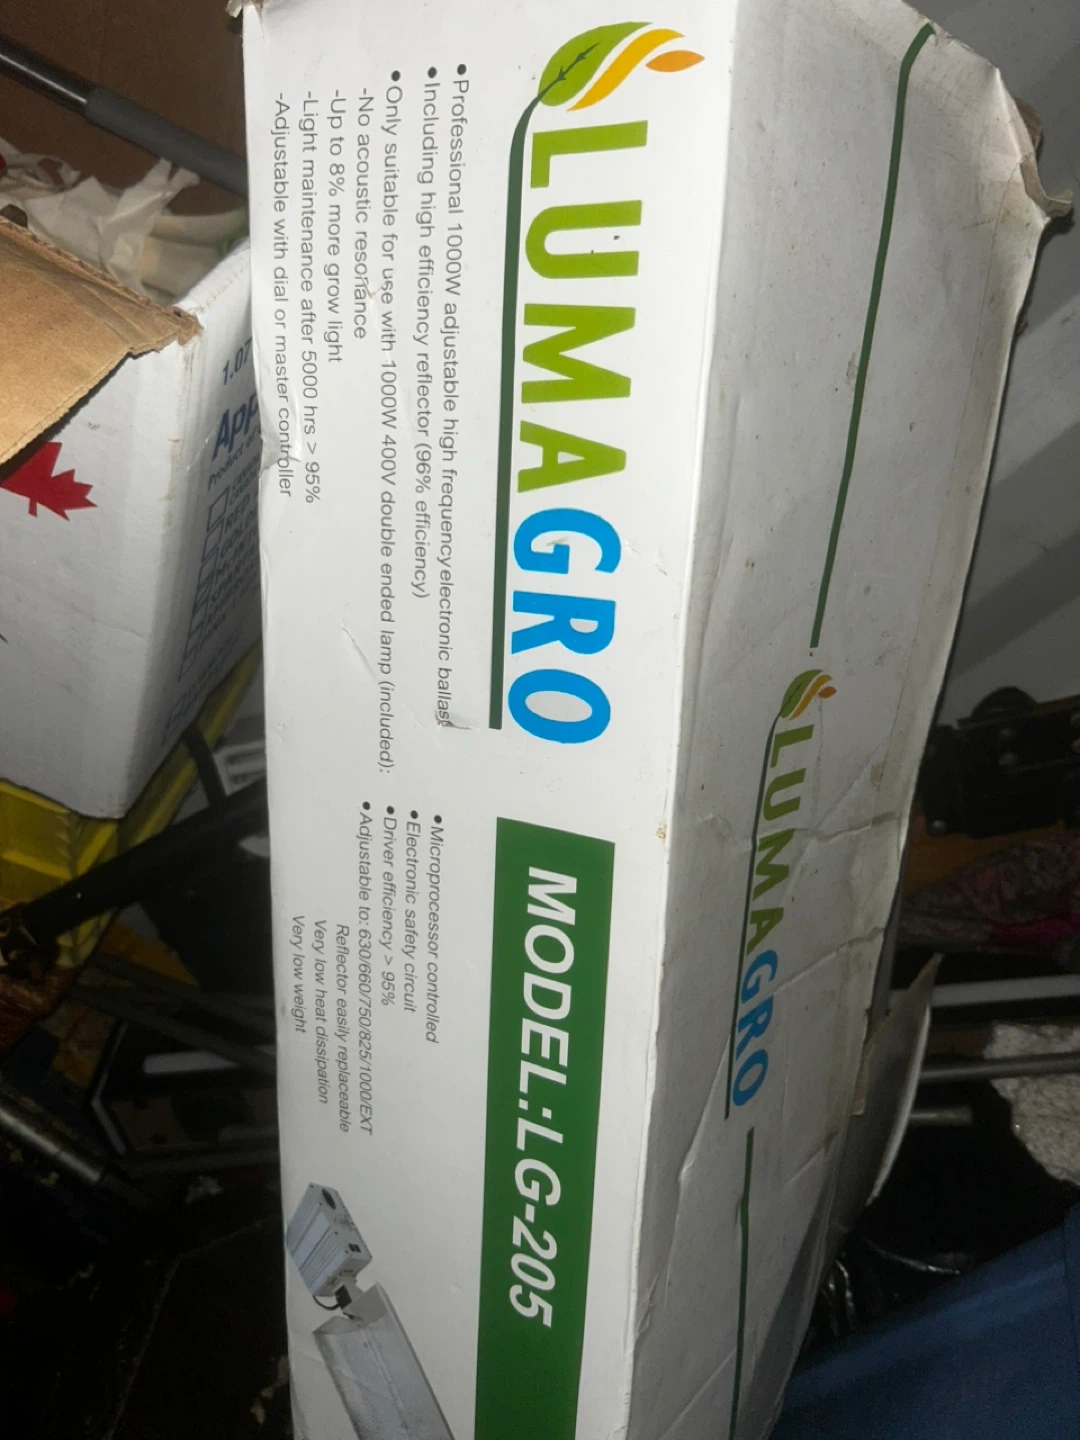 LUMAGRO
MODEL:LG-205
•Professional 1000W adjustable high frequency electronic ballast
•Including high efficiency reflector (96% efficiency)
•Only suitable for use with 1000W 400V double ended lamp (included):
-No acoustic resonance
-Up to 8% more grow light
-Light maintenance after 5000 hrs > 95%
-Adjustable with dial or master controller
•Microprocessor controlled
•Electronic safety circuit
•Driver efficiency > 95%
•Adjustable to: 630/660/750/825/1000/EXT
Reflector easily replaceable
Very low heat dissipation
Very low weight
LUMAGRO
1.07
App